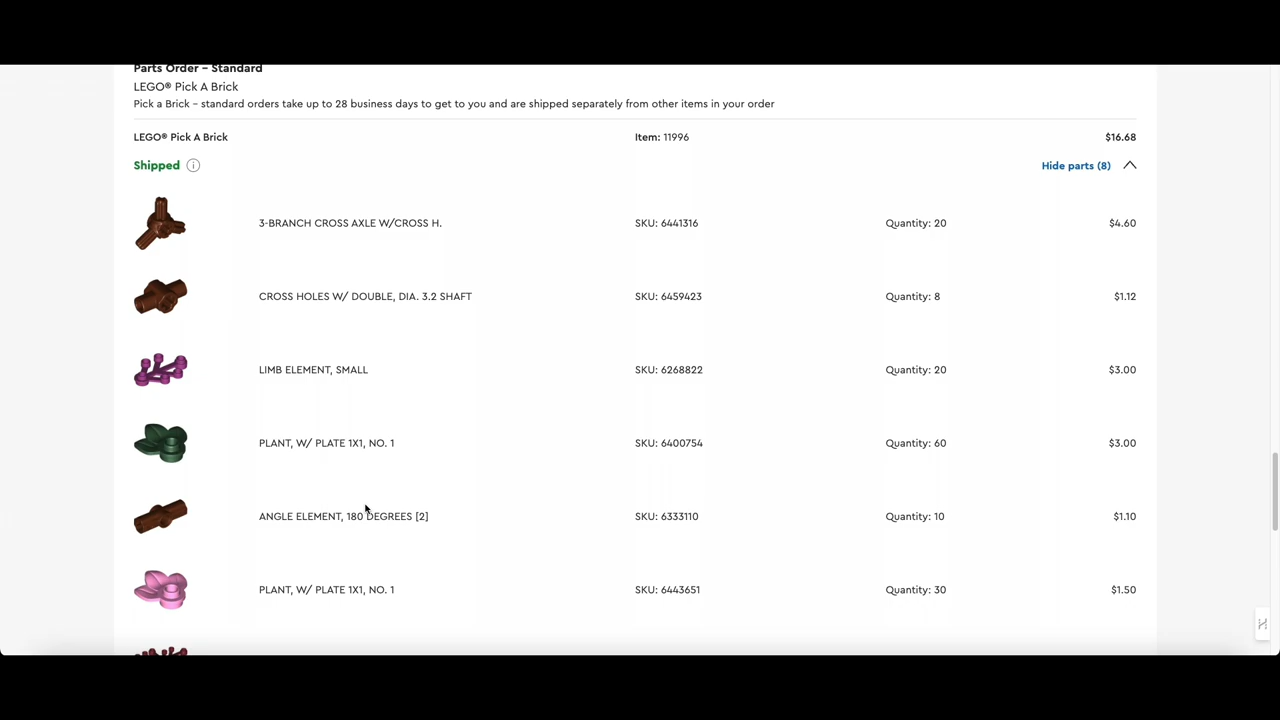 Parts Order – Standard
LEGO® Pick A Brick
Pick a Brick – standard orders take up to 28 business days to get to you and are shipped separately from other items in your order
LEGO® Pick A Brick Item: 11996 $16.68
Shipped Hide parts (8)
3-BRANCH CROSS AXLE W/CROSS H. SKU: 6441316 Quantity: 20 $4.60
CROSS HOLES W/ DOUBLE, DIA. 3.2 SHAFT SKU: 6459423 Quantity: 8 $1.12
LIMB ELEMENT, SMALL SKU: 6268822 Quantity: 20 $3.00
PLANT, W/ PLATE 1X1, NO. 1 SKU: 6400754 Quantity: 60 $3.00
ANGLE ELEMENT, 180 DEGREES [2] SKU: 6333110 Quantity: 10 $1.10
PLANT, W/ PLATE 1X1, NO. 1 SKU: 6443651 Quantity: 30 $1.50